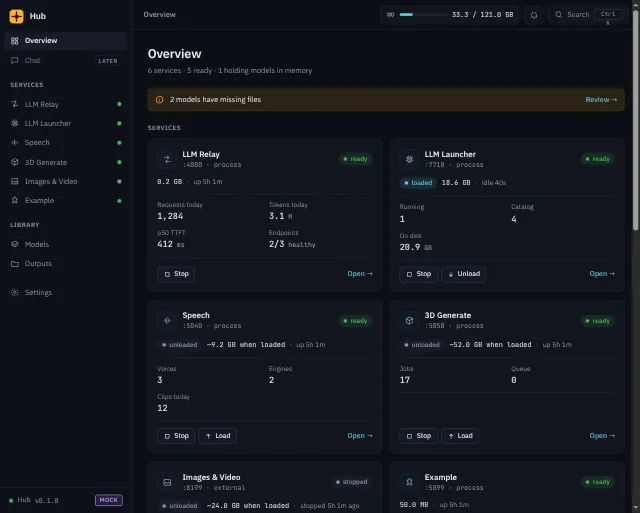 Hub
Overview
Chat LATER
SERVICES
LLM Relay
LLM Launcher
Speech
3D Generate
Images & Video
Example
LIBRARY
Models
Outputs
Settings
Hub v0.1.0 MOCK
Overview
33.3 / 121.0 GB
Search Ctrl K
Overview
6 services · 5 ready · 1 holding models in memory
2 models have missing files Review →
SERVICES
LLM Relay
:4000 · process
ready
0.2 GB · up 5h 1m
Requests today Tokens today
1,284 3.1 M
p50 TTFT Endpoints
412 ms 2/3 healthy
Stop Open →
LLM Launcher
:7710 · process
ready
loaded 18.6 GB · idle 40s
Running Catalog
1 4
On disk
20.9 GB
Stop Unload Open →
Speech
:5040 · process
ready
unloaded ~9.2 GB when loaded · up 5h 1m
Voices Engines
3 2
Clips today
12
Stop Load Open →
3D Generate
:5050 · process
ready
unloaded ~52.0 GB when loaded · up 5h 1m
Jobs Queue
17 0
Stop Load Open →
Images & Video
:8199 · external
stopped
unloaded ~24.0 GB when loaded · stopped 5h 1m ago
Example
:5099 · process
ready
50.0 MB · up 5h 1m